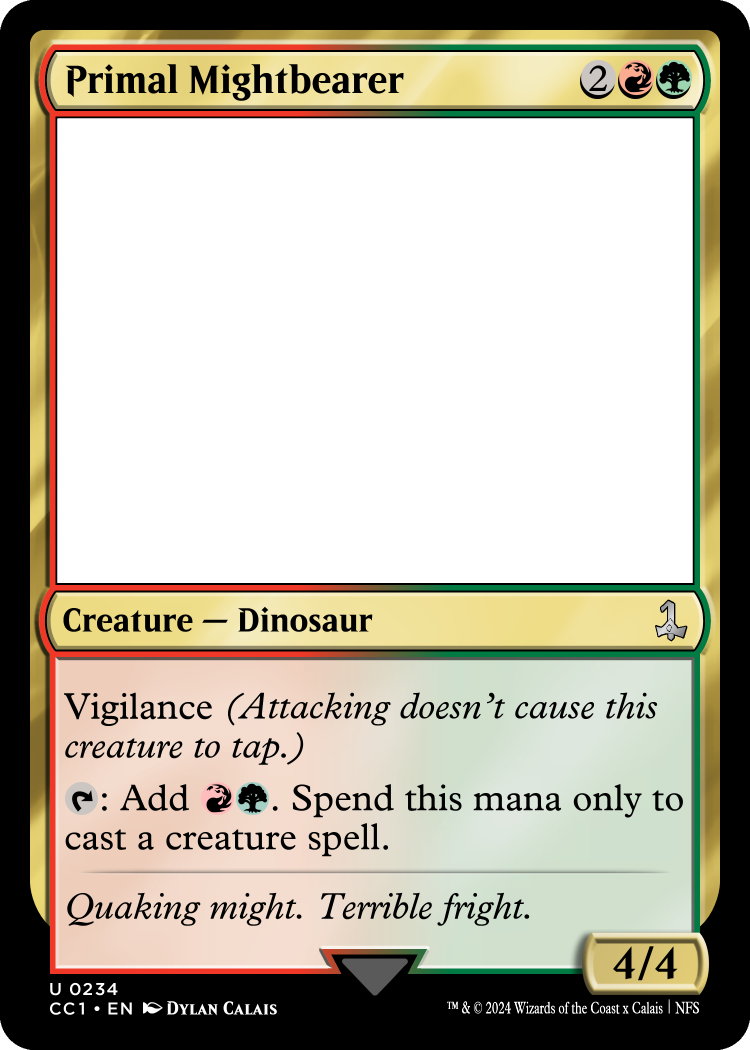 Primal Mightbearer 2
Creature — Dinosaur
Vigilance (Attacking doesn’t cause this
creature to tap.)
: Add . Spend this mana only to
cast a creature spell.
Quaking might. Terrible fright.
4/4
U 0234
CC1 • EN Dylan Calais
™ & © 2024 Wizards of the Coast x Calais | NFS